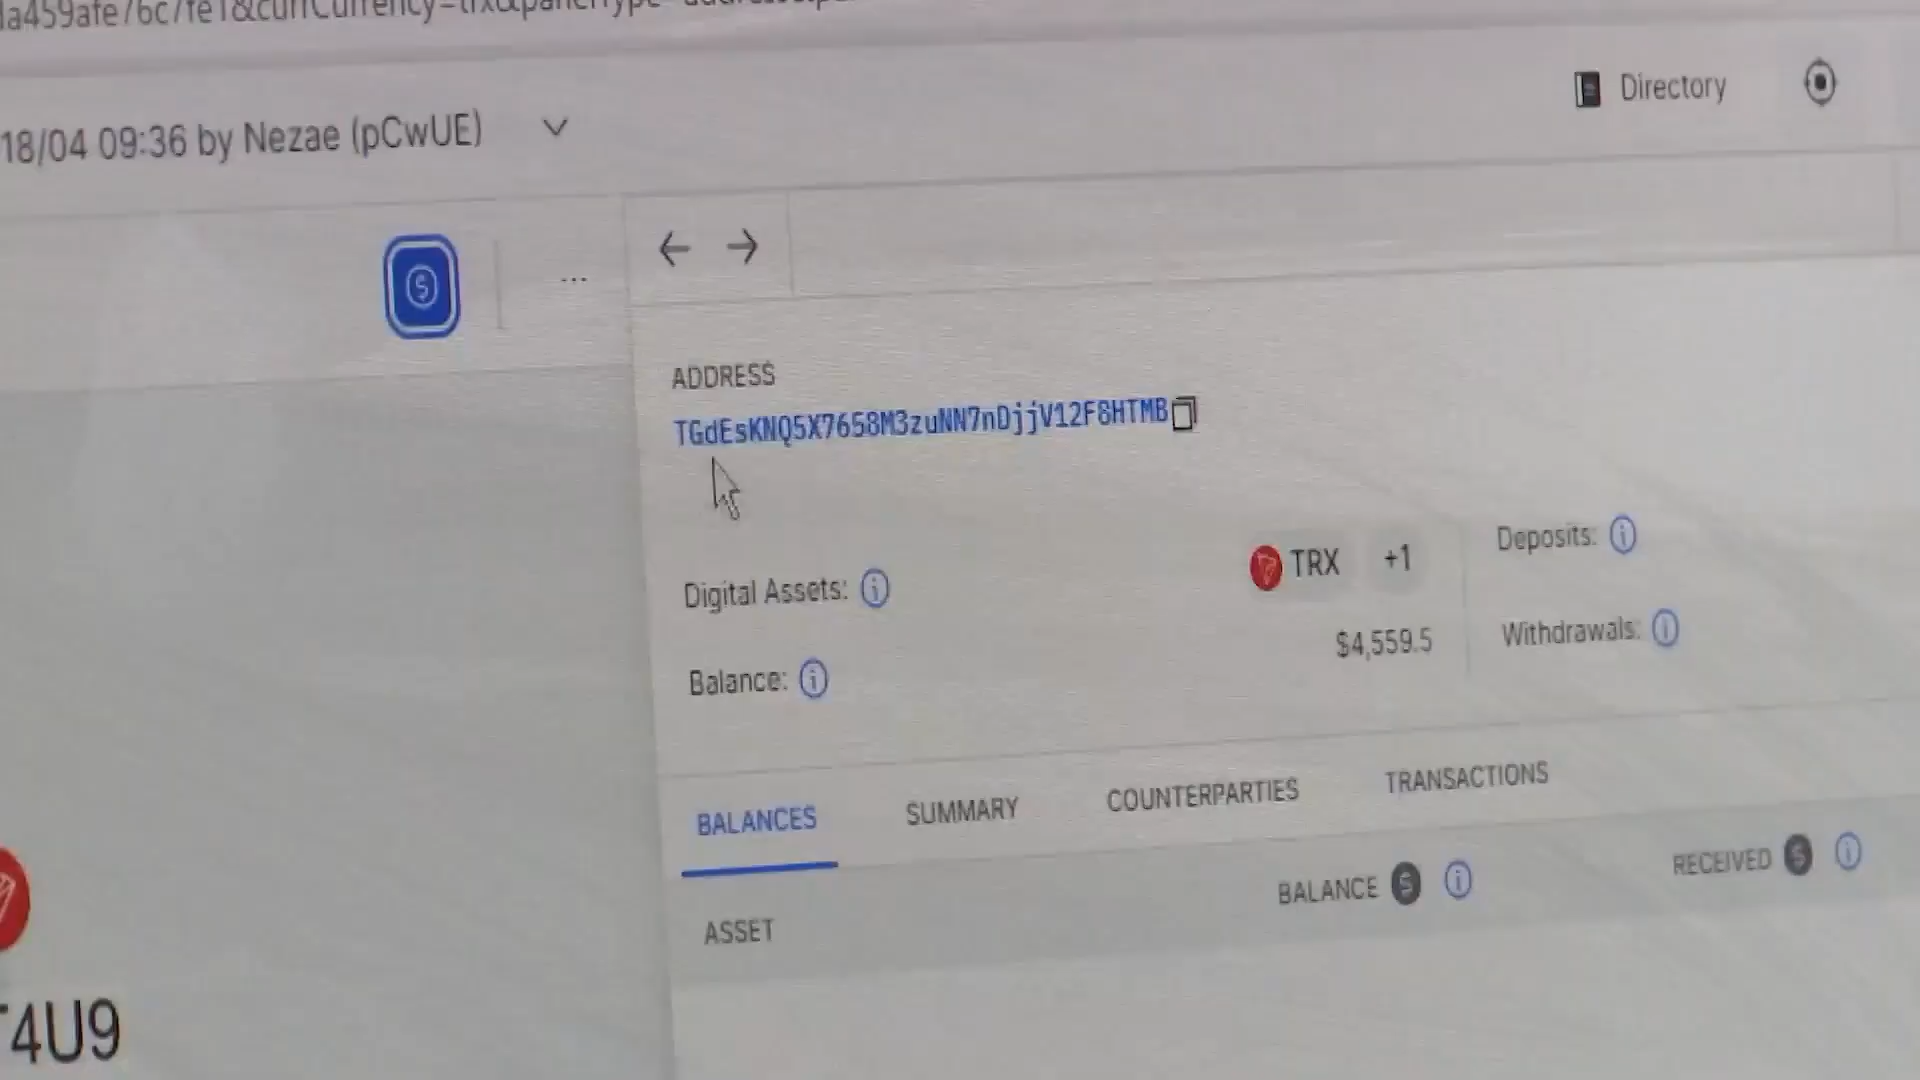 18/04 09:36 by Nezae (pCwUE)
Directory
ADDRESS
TGdEsKNQ5X7658M3zuNN7nDjjV12F8HTMB
Digital Assets:
TRX +1
Deposits:
Balance:
$4,559.5
Withdrawals:
BALANCES SUMMARY COUNTERPARTIES TRANSACTIONS
ASSET BALANCE RECEIVED
4U9